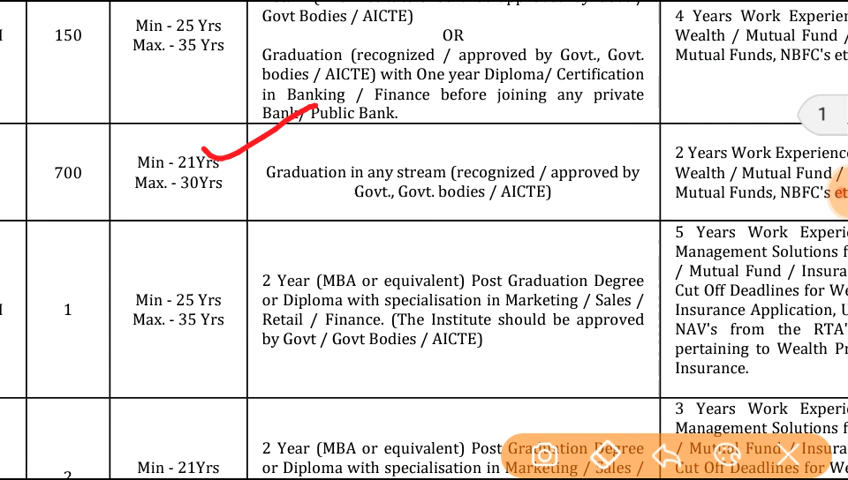 Govt Bodies / AICTE)
150
Min - 25 Yrs
Max. - 35 Yrs
OR
Graduation (recognized / approved by Govt., Govt.
bodies / AICTE) with One year Diploma/ Certification
in Banking / Finance before joining any private
Bank/ Public Bank.
4 Years Work Experien
Wealth / Mutual Fund /
Mutual Funds, NBFC's et
1
700
Min - 21Yrs
Max. - 30Yrs
Graduation in any stream (recognized / approved by
Govt., Govt. bodies / AICTE)
2 Years Work Experience
Wealth / Mutual Fund /
Mutual Funds, NBFC's et
1
Min - 25 Yrs
Max. - 35 Yrs
2 Year (MBA or equivalent) Post Graduation Degree
or Diploma with specialisation in Marketing / Sales /
Retail / Finance. (The Institute should be approved
by Govt / Govt Bodies / AICTE)
5 Years Work Experi
Management Solutions f
/ Mutual Fund / Insura
Cut Off Deadlines for We
Insurance Application, U
NAV's from the RTA'
pertaining to Wealth Pr
Insurance.
2
Min - 21Yrs
2 Year (MBA or equivalent) Post Graduation Degree
or Diploma with specialisation in Marketing / Sales /
3 Years Work Experi
Management Solutions f
/ Mutual Fund / Insura
Cut Off Deadlines for We